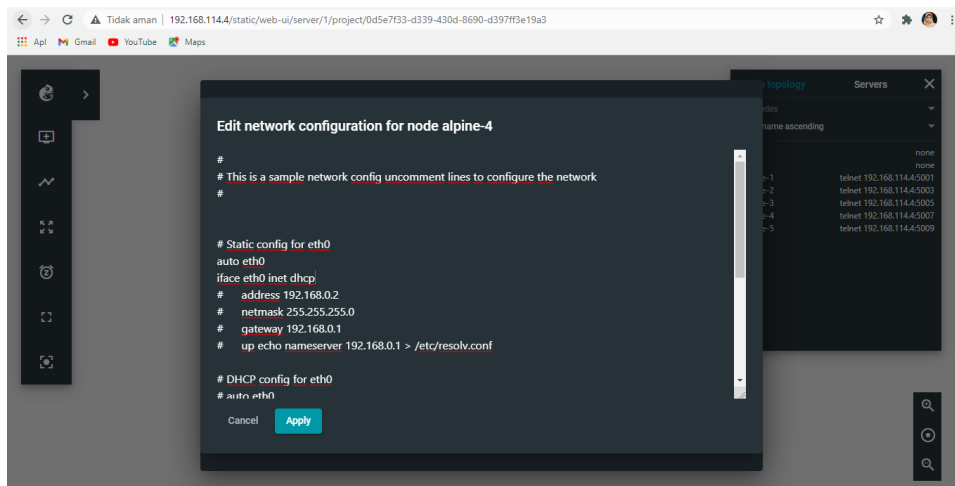 Tidak aman | 192.168.114.4/static/web-ui/server/1/project/0d5e7f33-d339-430d-8690-d397ff3e19a3
Apl Gmail YouTube Maps
topology Servers
name ascending
none
none
telnet 192.168.114.4:5001
telnet 192.168.114.4:5003
telnet 192.168.114.4:5005
telnet 192.168.114.4:5007
telnet 192.168.114.4:5009
Edit network configuration for node alpine-4
#
# This is a sample network config uncomment lines to configure the network
#
# Static config for eth0
auto eth0
iface eth0 inet dhcp
# address 192.168.0.2
# netmask 255.255.255.0
# gateway 192.168.0.1
# up echo nameserver 192.168.0.1 > /etc/resolv.conf
# DHCP config for eth0
# auto eth0
Cancel Apply